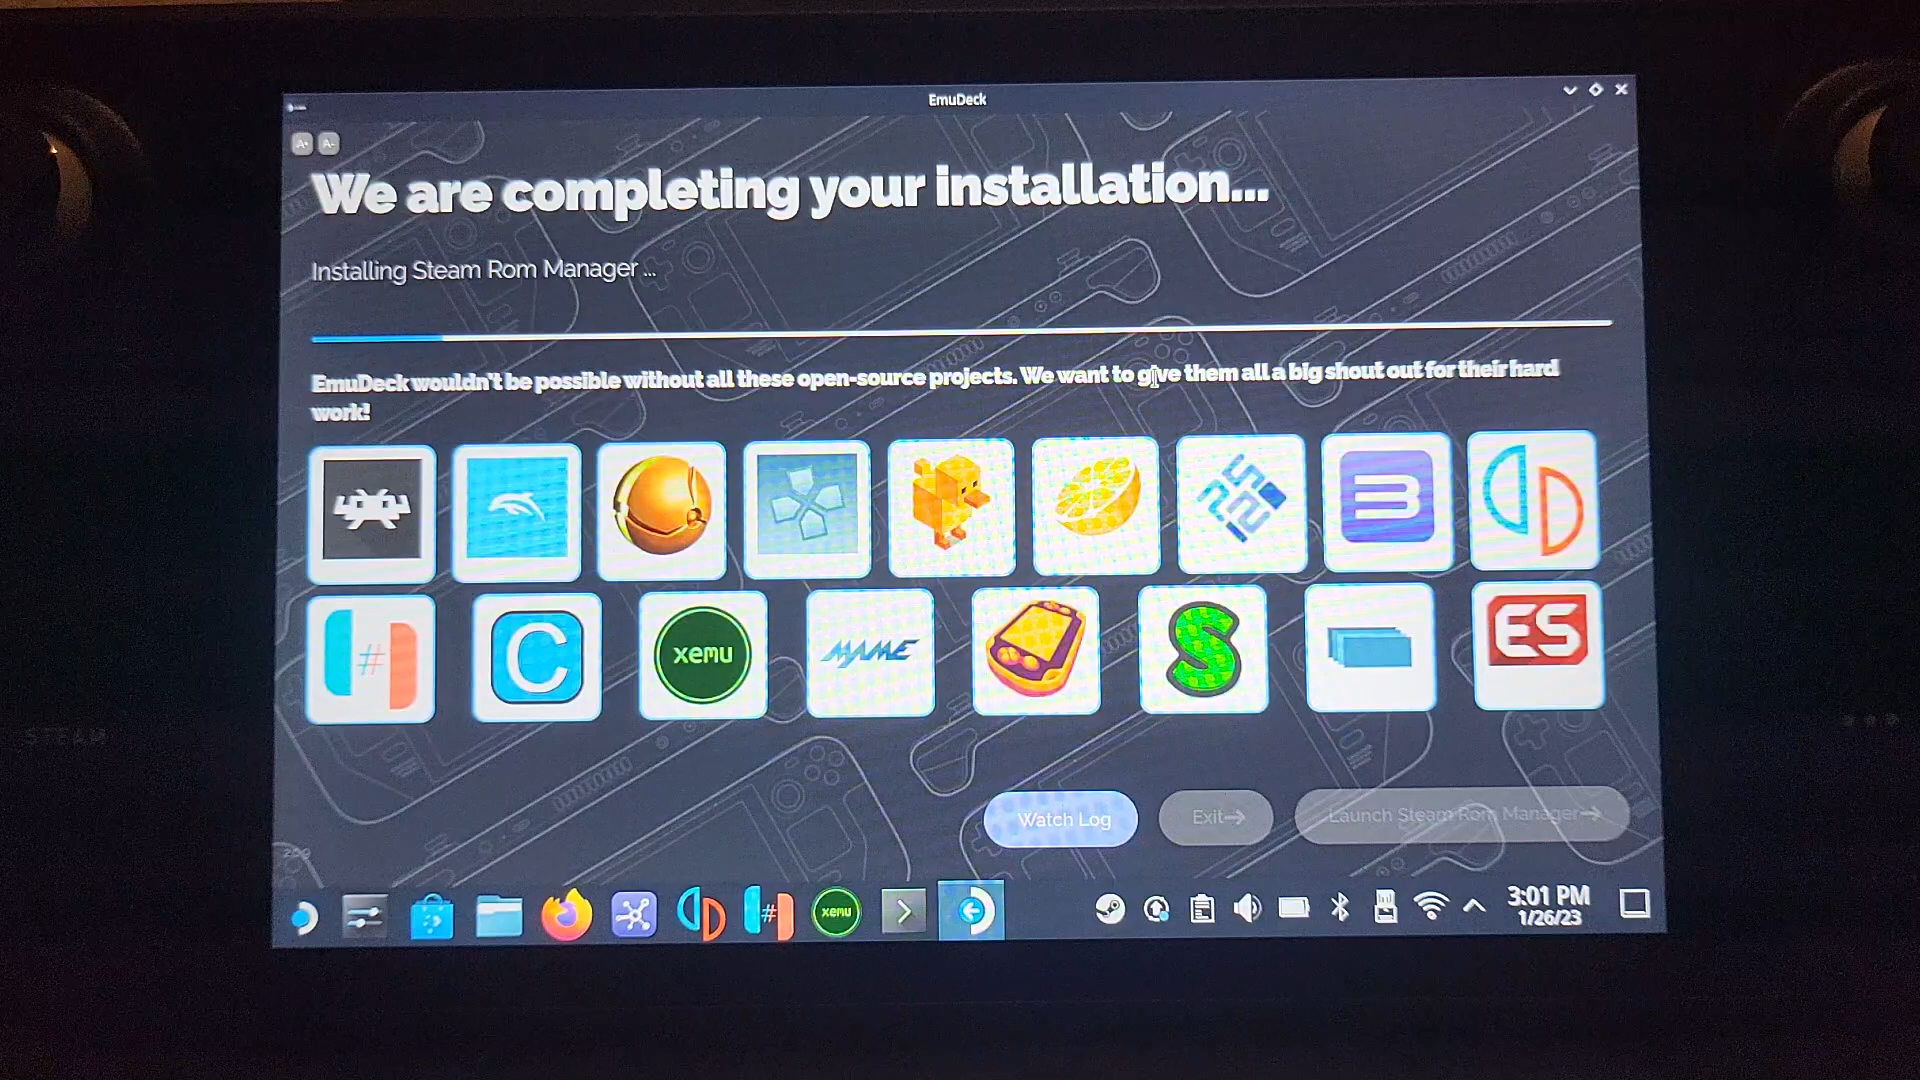 EmuDeck
A+ A-
We are completing your installation...
Installing Steam Rom Manager ...
EmuDeck wouldn't be possible without all these open-source projects. We want to give them all a big shout out for their hard
work!
3
# C xemu MAME S ES
Watch Log Exit→ Launch Steam Rom Manager→
# xemu
3:01 PM
1/26/23
STEAM